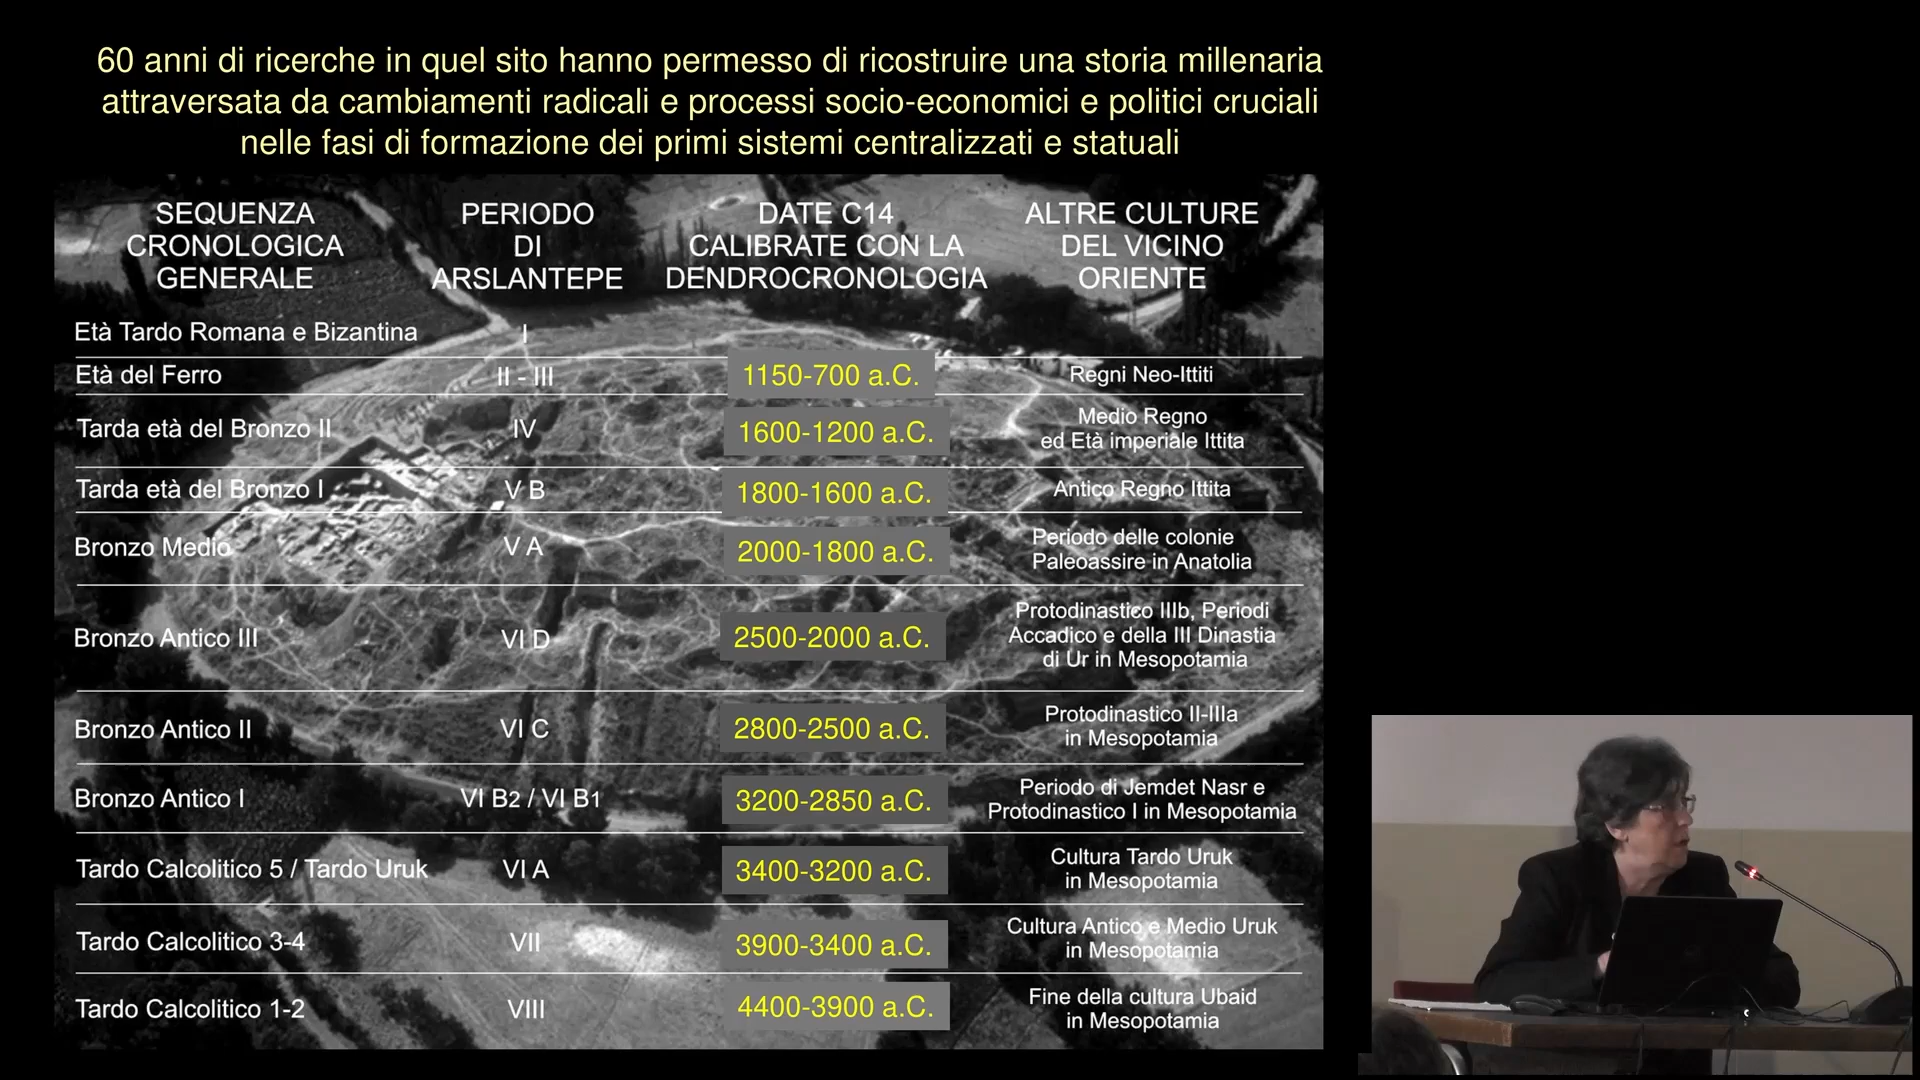 60 anni di ricerche in quel sito hanno permesso di ricostruire una storia millenaria
attraversata da cambiamenti radicali e processi socio-economici e politici cruciali
nelle fasi di formazione dei primi sistemi centralizzati e statuali
SEQUENZA
CRONOLOGICA
GENERALE
PERIODO
DI
ARSLANTEPE
DATE C14
CALIBRATE CON LA
DENDROCRONOLOGIA
ALTRE CULTURE
DEL VICINO
ORIENTE
Età Tardo Romana e Bizantina
I
Età del Ferro
II - III
1150-700 a.C.
Regni Neo-Ittiti
Tarda età del Bronzo II
IV
1600-1200 a.C.
Medio Regno
ed Età imperiale Ittita
Tarda età del Bronzo I
V B
1800-1600 a.C.
Antico Regno Ittita
Bronzo Medio
V A
2000-1800 a.C.
Periodo delle colonie
Paleoassire in Anatolia
Bronzo Antico III
VI D
2500-2000 a.C.
Protodinastico IIIb, Periodi
Accadico e della III Dinastia
di Ur in Mesopotamia
Bronzo Antico II
VI C
2800-2500 a.C.
Protodinastico II-IIIa
in Mesopotamia
Bronzo Antico I
VI B2 / VI B1
3200-2850 a.C.
Periodo di Jemdet Nasr e
Protodinastico I in Mesopotamia
Tardo Calcolitico 5 / Tardo Uruk
VI A
3400-3200 a.C.
Cultura Tardo Uruk
in Mesopotamia
Tardo Calcolitico 3-4
VII
3900-3400 a.C.
Cultura Antico e Medio Uruk
in Mesopotamia
Tardo Calcolitico 1-2
VIII
4400-3900 a.C.
Fine della cultura Ubaid
in Mesopotamia